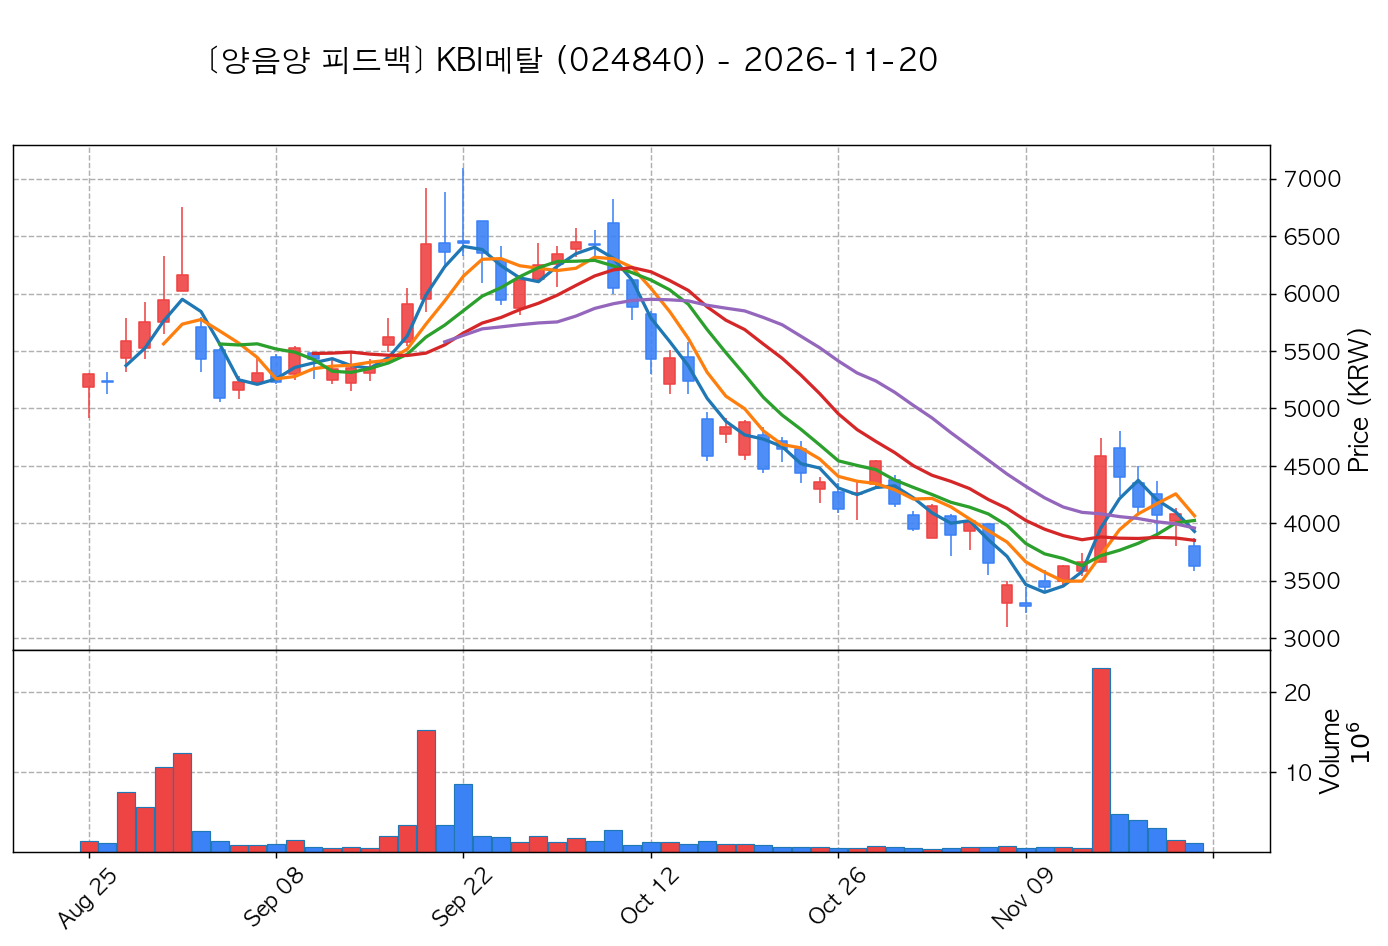 [양음양 피드백] KBI메탈 (024840) - 2026-11-20
7000
6500
6000
5500
5000
4500
4000
3500
3000
Price (KRW)
20
10
Volume
10^6
Aug 25
Sep 08
Sep 22
Oct 12
Oct 26
Nov 09